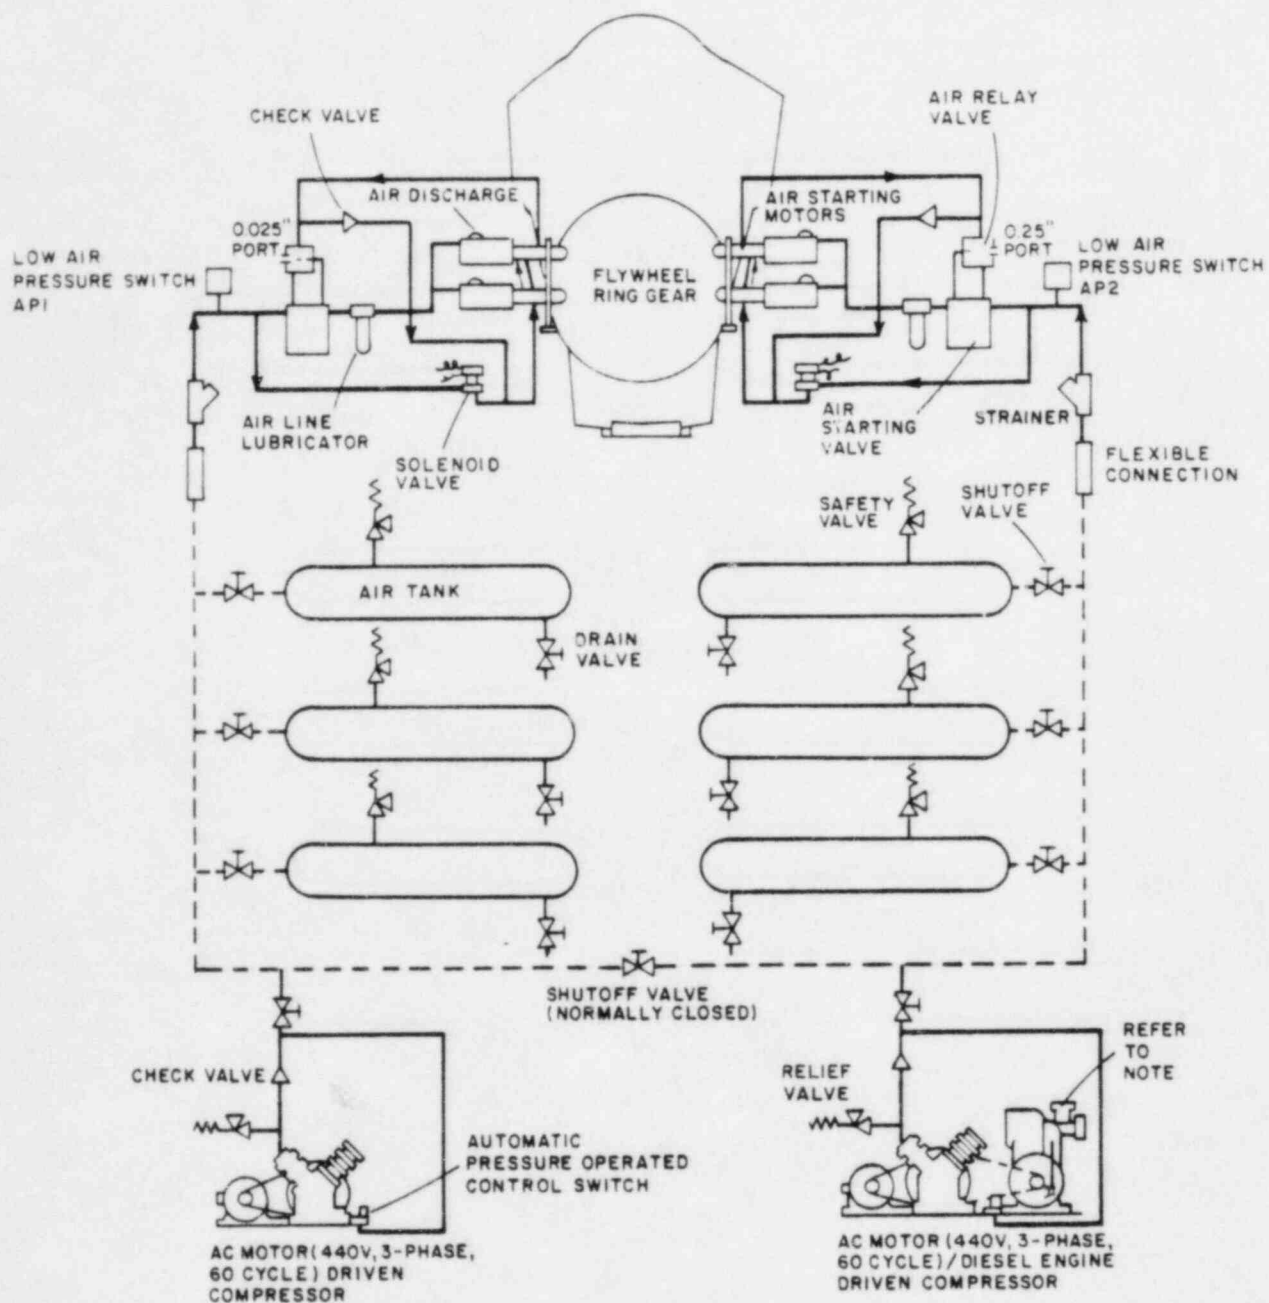 CHECK VALVE
AIR RELAY
VALVE
AIR DISCHARGE
AIR STARTING
MOTORS
0.025"
PORT
0.25"
PORT
LOW AIR
PRESSURE SWITCH
AP1
FLYWHEEL
RING GEAR
LOW AIR
PRESSURE SWITCH
AP2
AIR LINE
LUBRICATOR
SOLENOID
VALVE
AIR
STARTING
VALVE
STRAINER
FLEXIBLE
CONNECTION
SAFETY
VALVE
SHUTOFF
VALVE
AIR TANK
DRAIN
VALVE
SHUTOFF VALVE
(NORMALLY CLOSED)
CHECK VALVE
RELIEF
VALVE
REFER
TO
NOTE
AUTOMATIC
PRESSURE OPERATED
CONTROL SWITCH
AC MOTOR (440V, 3-PHASE,
60 CYCLE) DRIVEN
COMPRESSOR
AC MOTOR (440V, 3-PHASE,
60 CYCLE)/DIESEL ENGINE
DRIVEN COMPRESSOR